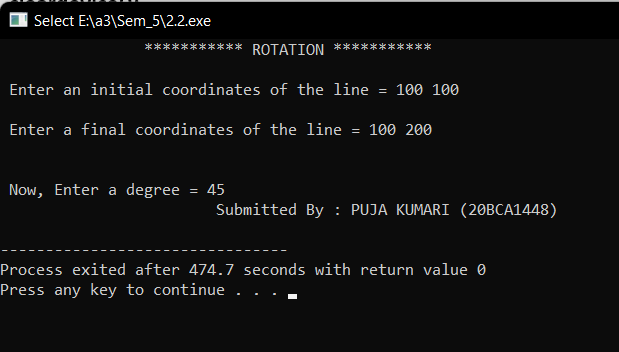 Select E:\a3\Sem_5\2.2.exe
*********** ROTATION ***********
Enter an initial coordinates of the line = 100 100
Enter a final coordinates of the line = 100 200
Now, Enter a degree = 45
Submitted By : PUJA KUMARI (20BCA1448)
--------------------------------
Process exited after 474.7 seconds with return value 0
Press any key to continue . . .